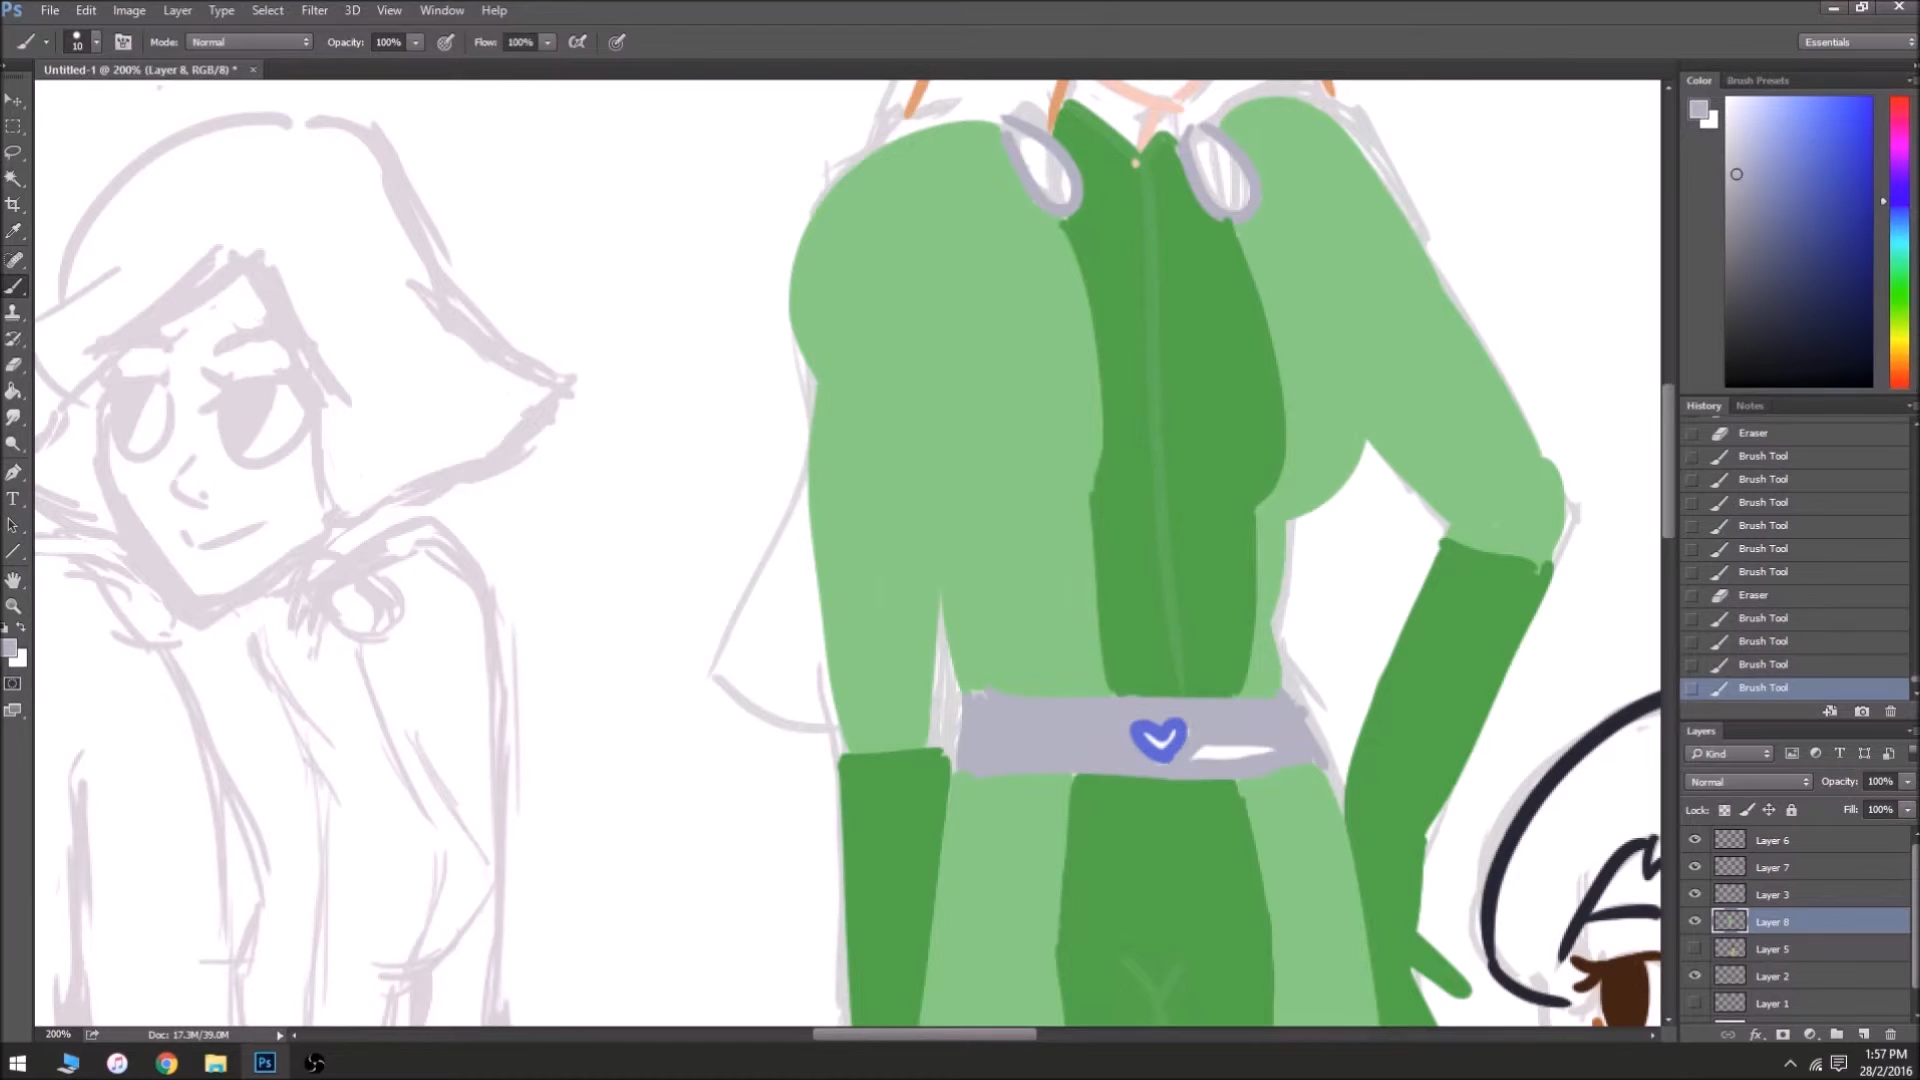 Ps File Edit Image Layer Type Select Filter 3D View Window Help
10 Mode: Normal Opacity: 100% Flow: 100% Essentials
Untitled-1 @ 200% (Layer 8, RGB/8) * ×
Color Brush Presets
History Notes
Eraser
Brush Tool
Brush Tool
Brush Tool
Brush Tool
Brush Tool
Brush Tool
Eraser
Brush Tool
Brush Tool
Brush Tool
Brush Tool
Layers
Kind
Normal Opacity: 100%
Lock: Fill: 100%
Layer 6
Layer 7
Layer 3
Layer 8
Layer 5
Layer 2
Layer 1
200% Doc: 17.3M/39.0M
Ps
1:57 PM
28/2/2016